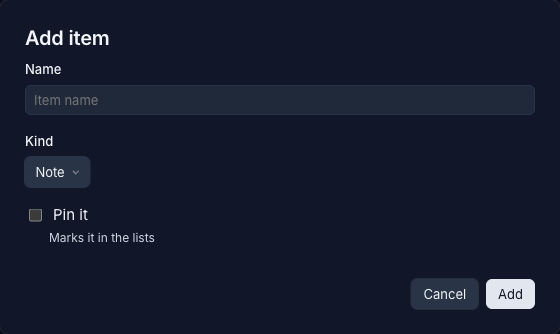 Add item
Name
Item name
Kind
Note
Pin it
Marks it in the lists
Cancel
Add